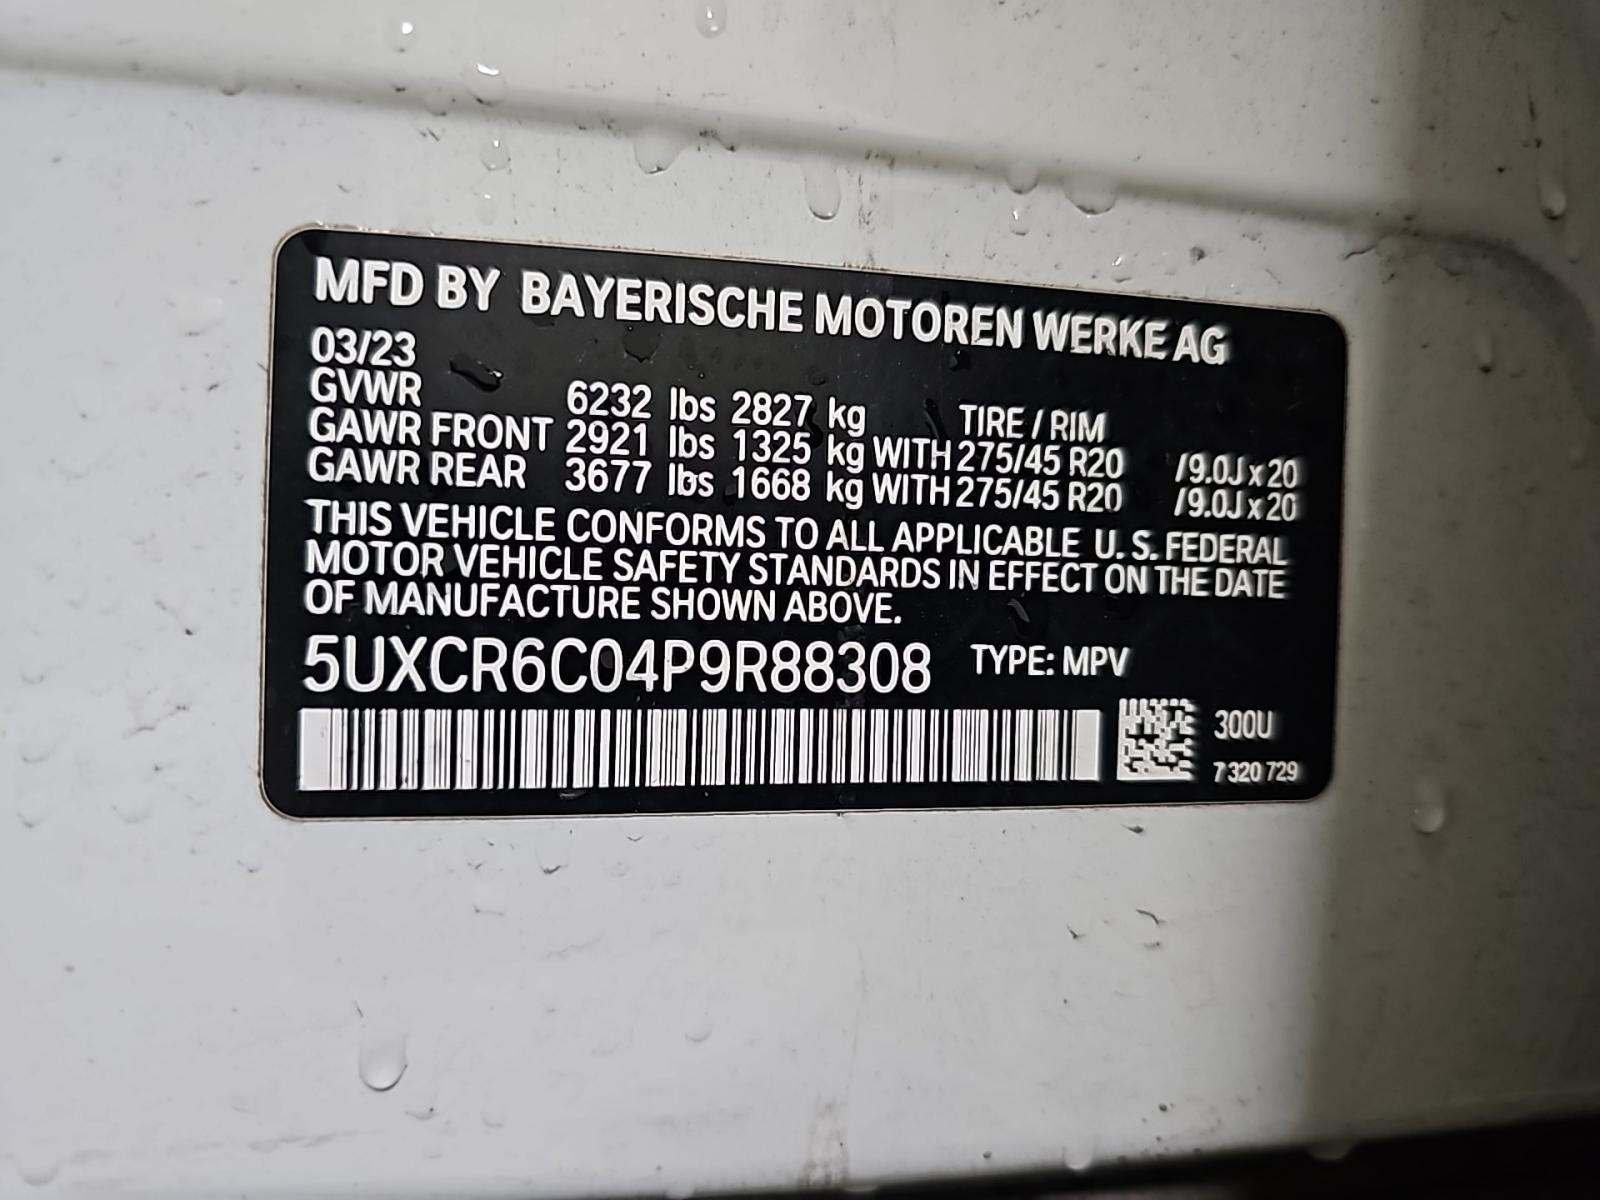 MFD BY BAYERISCHE MOTOREN WERKE AG
03/23
GVWR 6232 lbs 2827 kg TIRE / RIM
GAWR FRONT 2921 lbs 1325 kg WITH 275/45 R20 /9.0J x 20
GAWR REAR 3677 lbs 1668 kg WITH 275/45 R20 /9.0J x 20
THIS VEHICLE CONFORMS TO ALL APPLICABLE U. S. FEDERAL
MOTOR VEHICLE SAFETY STANDARDS IN EFFECT ON THE DATE
OF MANUFACTURE SHOWN ABOVE.
5UXCR6C04P9R88308 TYPE: MPV
300U
7 320 729